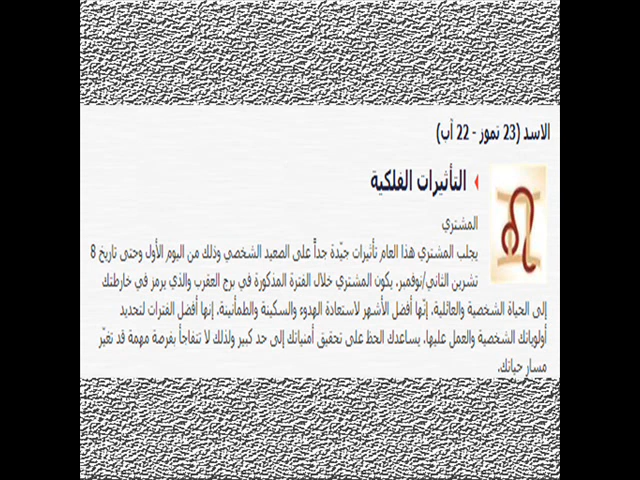 الاسد (23 تموز - 22 آب)
التأثيرات الفلكية
المشتري
يجلب المشتري هذا العام تأثيرات جيّدة جداً على الصعيد الشخصي وذلك من اليوم الأول وحتى تاريخ 8
تشرين الثاني/نوفمبر. يكون المشتري خلال الفترة المذكورة في برج العقرب والذي يرمز في خارطتك
إلى الحياة الشخصية والعائلية. إنّها أفضل الأشهر لاستعادة الهدوء والسكينة والطمأنينة. إنها أفضل الفترات لتحديد
أولوياتك الشخصية والعمل عليها. يساعدك الحظ على تحقيق أمنياتك إلى حد كبير ولذلك لا تتفاجأ بفرصة مهمة قد تغيّر
مسار حياتك.